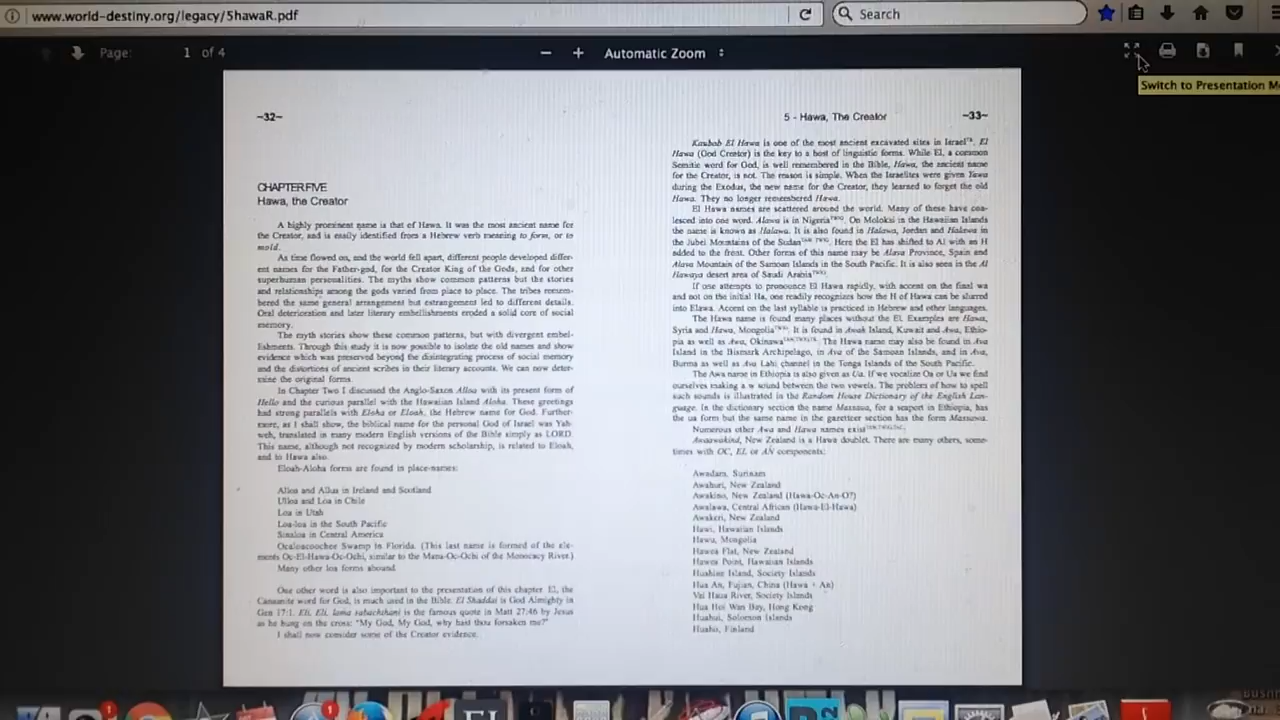 www.world-destiny.org/legacy/5hawaR.pdf
Search
Page: 1 of 4
Automatic Zoom
Switch to Presentation M
-32-
CHAPTER FIVE
Hawa, the Creator
A highly prominent name is that of Hawa. It was the most ancient name for
the Creator, and is easily identified from a Hebrew verb meaning to form, or to
mold.
As time flowed on, and the world fell apart, different people developed differ-
ent names for the Father-god, for the Creator King of the Gods, and for other
superhuman personalities. The myths show common patterns but the stories
and relationships among the gods varied from place to place. The tribes remem-
bered the same general arrangement but estrangement led to different details.
Oral deterioration and later literary embellishments eroded a solid core of social
memory.
The myth stories show these common patterns, but with divergent embel-
lishments. Through this study it is now possible to isolate the old names and show
evidence which was preserved beyond the disintegrating process of social memory
and the distortions of ancient scribes in their literary accounts. We can now deter-
mine the original forms.
In Chapter Two I discussed the Anglo-Saxon Alloa with its present form of
Hello and the curious parallel with the Hawaiian Island Aloha. These greetings
had strong parallels with Eloha or Eloah, the Hebrew name for God. Further-
more, as I shall show, the biblical name for the personal God of Israel was Yah-
weh, translated in many modern English versions of the Bible simply as LORD.
This name, although not recognized by modern scholarship, is related to Eloah,
and to Hawa also.
Eloah-Aloha forms are found in place-names:
Alloa and Allua in Ireland and Scotland
Ulloa and Loa in Chile
Loa in Utah
Loa-loa in the South Pacific
Sinaloa in Central America
Ocaloacoochee Swamp in Florida. (This last name is formed of the ele-
ments Oc-El-Hawa-Oc-Ochi, similar to the Mana-Oc-Ochi of the Monocacy River.)
Many other loa forms abound.
One other word is also important to the presentation of this chapter. El, the
Canaanite word for God, is much used in the Bible. El Shaddai is God Almighty in
Gen 17:1. Eli, Eli, lama sabachthani is the famous quote in Matt 27:46 by Jesus
as he hung on the cross: "My God, My God, why hast thou forsaken me?"
I shall now consider some of the Creator evidence.
5 - Hawa, The Creator -33-
Kaubab El Hawa is one of the most ancient excavated sites in Israel. El
Hawa (God Creator) is the key to a host of linguistic forms. While El, a common
Semitic word for God, is well remembered in the Bible, Hawa, the ancient name
for the Creator, is not. The reason is simple. When the Israelites were given Yawa
during the Exodus, the new name for the Creator, they learned to forget the old
Hawa. They no longer remembered Hawa.
El Hawa names are scattered around the world. Many of these have coa-
lesced into one word. Alawa is in Nigeria. On Molokai in the Hawaiian Islands
the name is known as Halawa. It is also found in Halawa, Jordan and Halawa in
the Jubei Mountains of the Sudan. Here the El has shifted to Al with an H
added to the front. Other forms of this name may be Alava Province, Spain and
Alava Mountain of the Samoan Islands in the South Pacific. It is also seen in the Al
Hawaya desert area of Saudi Arabia.
If one attempts to pronounce El Hawa rapidly, with accent on the final wa
and not on the initial Ha, one readily recognizes how the H of Hawa can be slurred
into Elawa. Accent on the last syllable is practiced in Hebrew and other languages.
The Hawa name is found many places without the El. Examples are Hawa,
Syria and Hawa, Mongolia. It is found in Awah Island, Kuwait and Awa, Ethio-
pia as well as Awa, Okinawa. The Hawa name may also be found in Ava
Island in the Bismark Archipelago, in Ava of the Samoan Islands, and in Ava,
Burma as well as Ava Lahi channel in the Tonga Islands of the South Pacific.
The Awa name in Ethiopia is also given as Ua. If we vocalize Oa or Ua we find
ourselves making a w sound between the two vowels. The problem of how to spell
such sounds is illustrated in the Random House Dictionary of the English Lan-
guage. In the dictionary section the name Massaua, for a seaport in Ethiopia, has
the ua form but the same name in the gazetteer section has the form Massawa.
Numerous other Awa and Hawa names exist
Awaawakino, New Zealand is a Hawa doublet. There are many others, some-
times with OC, EL or AN components:
Awadam, Surinam
Awahuri, New Zealand
Awakino, New Zealand (Hawa-Oc-An-O?)
Awalawa, Central African (Hawa-El-Hawa)
Awakeri, New Zealand
Hawi, Hawaiian Islands
Hawu, Mongolia
Hawea Flat, New Zealand
Hawea Point, Hawaiian Islands
Huahine Island, Society Islands
Hua An, Fujian, China (Hawa + An)
Vai Haua River, Society Islands
Hua Hoi Wan Bay, Hong Kong
Huahui, Solomon Islands
Huaho, Finland